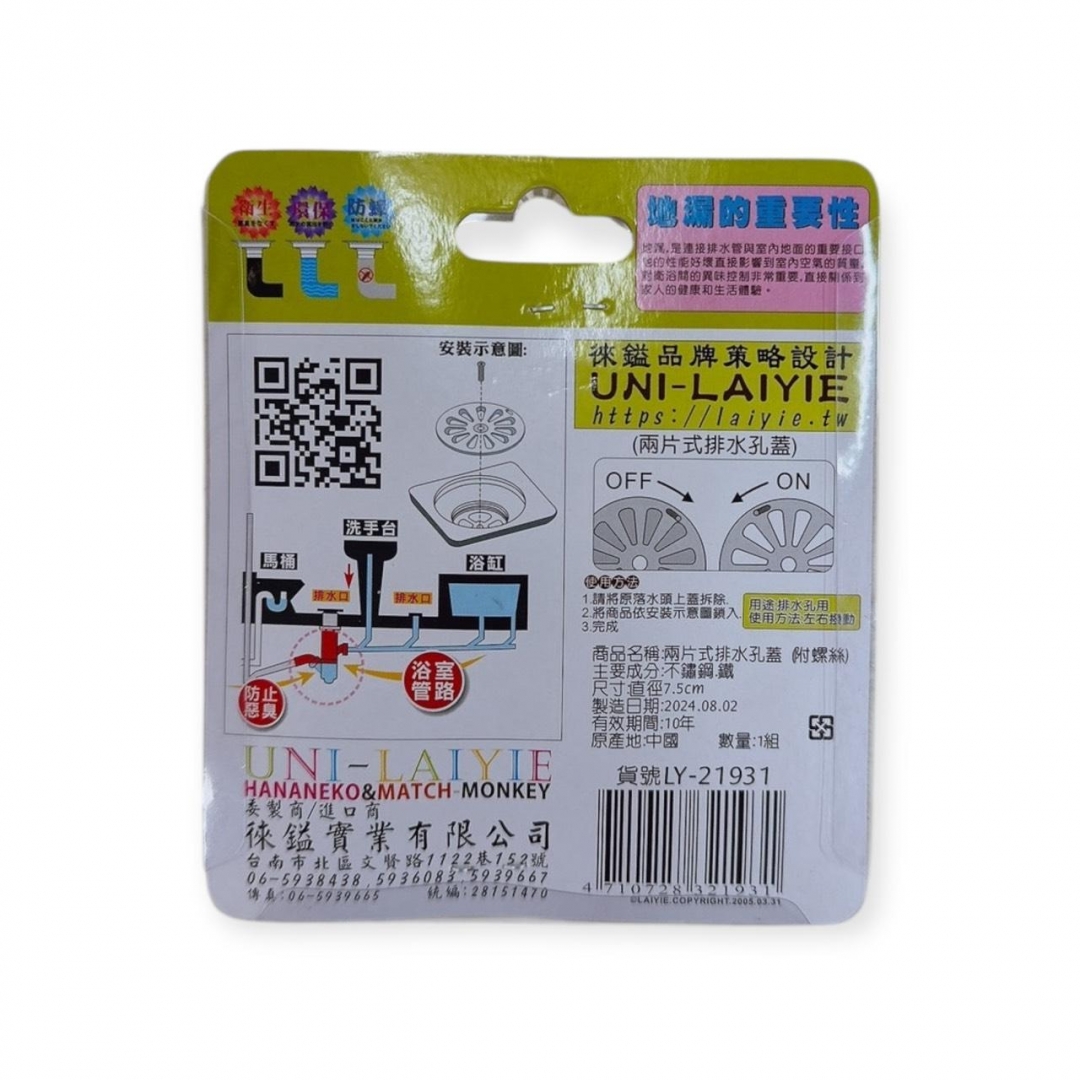 衛生
環保
防蟑
地漏的重要性
地漏,是連接排水管與室內地面的重要接口
它的性能好壞直接影響到室內空氣的質量,
對衛浴間的異味控制非常重要,直接關係到
家人的健康和生活體驗。
安裝示意圖:
徠鎰品牌策略設計
UNI-LAIYIE
https://laiyie.tw
(兩片式排水孔蓋)
OFF
ON
洗手台
馬桶
浴缸
排水口
排水口
防止
惡臭
浴室
管路
使用方法
1.請將原落水頭上蓋拆除.
2.將商品依安裝示意圖鎖入.
3.完成
用途:排水孔用
使用方法:左右撥動
商品名稱:兩片式排水孔蓋 (附螺絲)
主要成分:不鏽鋼.鐵
尺寸:直徑7.5cm
製造日期:2024.08.02
有效期間:10年
原產地:中國 數量:1組
貨號LY-21931
4 710728 321931
©LAIYIE.COPYRIGHT.2005.03.31
UNI-LAIYIE
HANANEKO&MATCH-MONKEY
委製商/進口商
徠鎰實業有限公司
台南市北區文賢路1122巷152號
06-5938438,5936083,5939667
傳真:06-5939665 統編:28151470